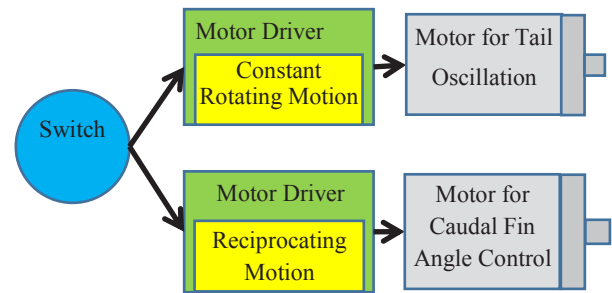 Switch
Motor Driver
Constant
Rotating Motion
Motor for Tail
Oscillation
Motor Driver
Reciprocating
Motion
Motor for
Caudal Fin
Angle Control